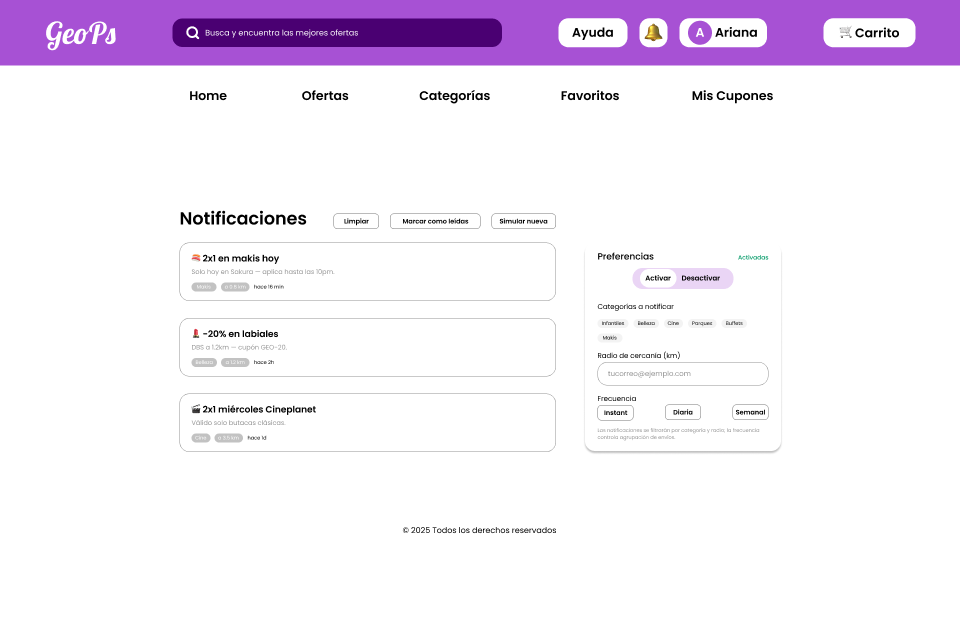 GeoPs
Busca y encuentra las mejores ofertas
Ayuda
A Ariana
Carrito
Home
Ofertas
Categorías
Favoritos
Mis Cupones
Notificaciones
Limpiar
Marcar como leídas
Simular nueva
2x1 en makis hoy
Solo hoy en Sakura — aplica hasta las 10pm.
Makis
a 0.8 km
hace 16 min
-20% en labiales
DBS a 1.2km — cupón GEO-20.
Belleza
a 1.2 km
hace 2h
2x1 miércoles Cineplanet
Válido solo butacas clásicas.
Cine
a 3.5 km
hace 1d
Preferencias
Activadas
Activar
Desactivar
Categorías a notificar
Infantiles
Belleza
Cine
Parques
Buffets
Makis
Radio de cercanía (km)
tucorreo@ejemplo.com
Frecuencia
Instant
Diaria
Semanal
Las notificaciones se filtrarán por categoría y radio, la frecuencia
controla agrupación de envíos.
© 2025 Todos los derechos reservados